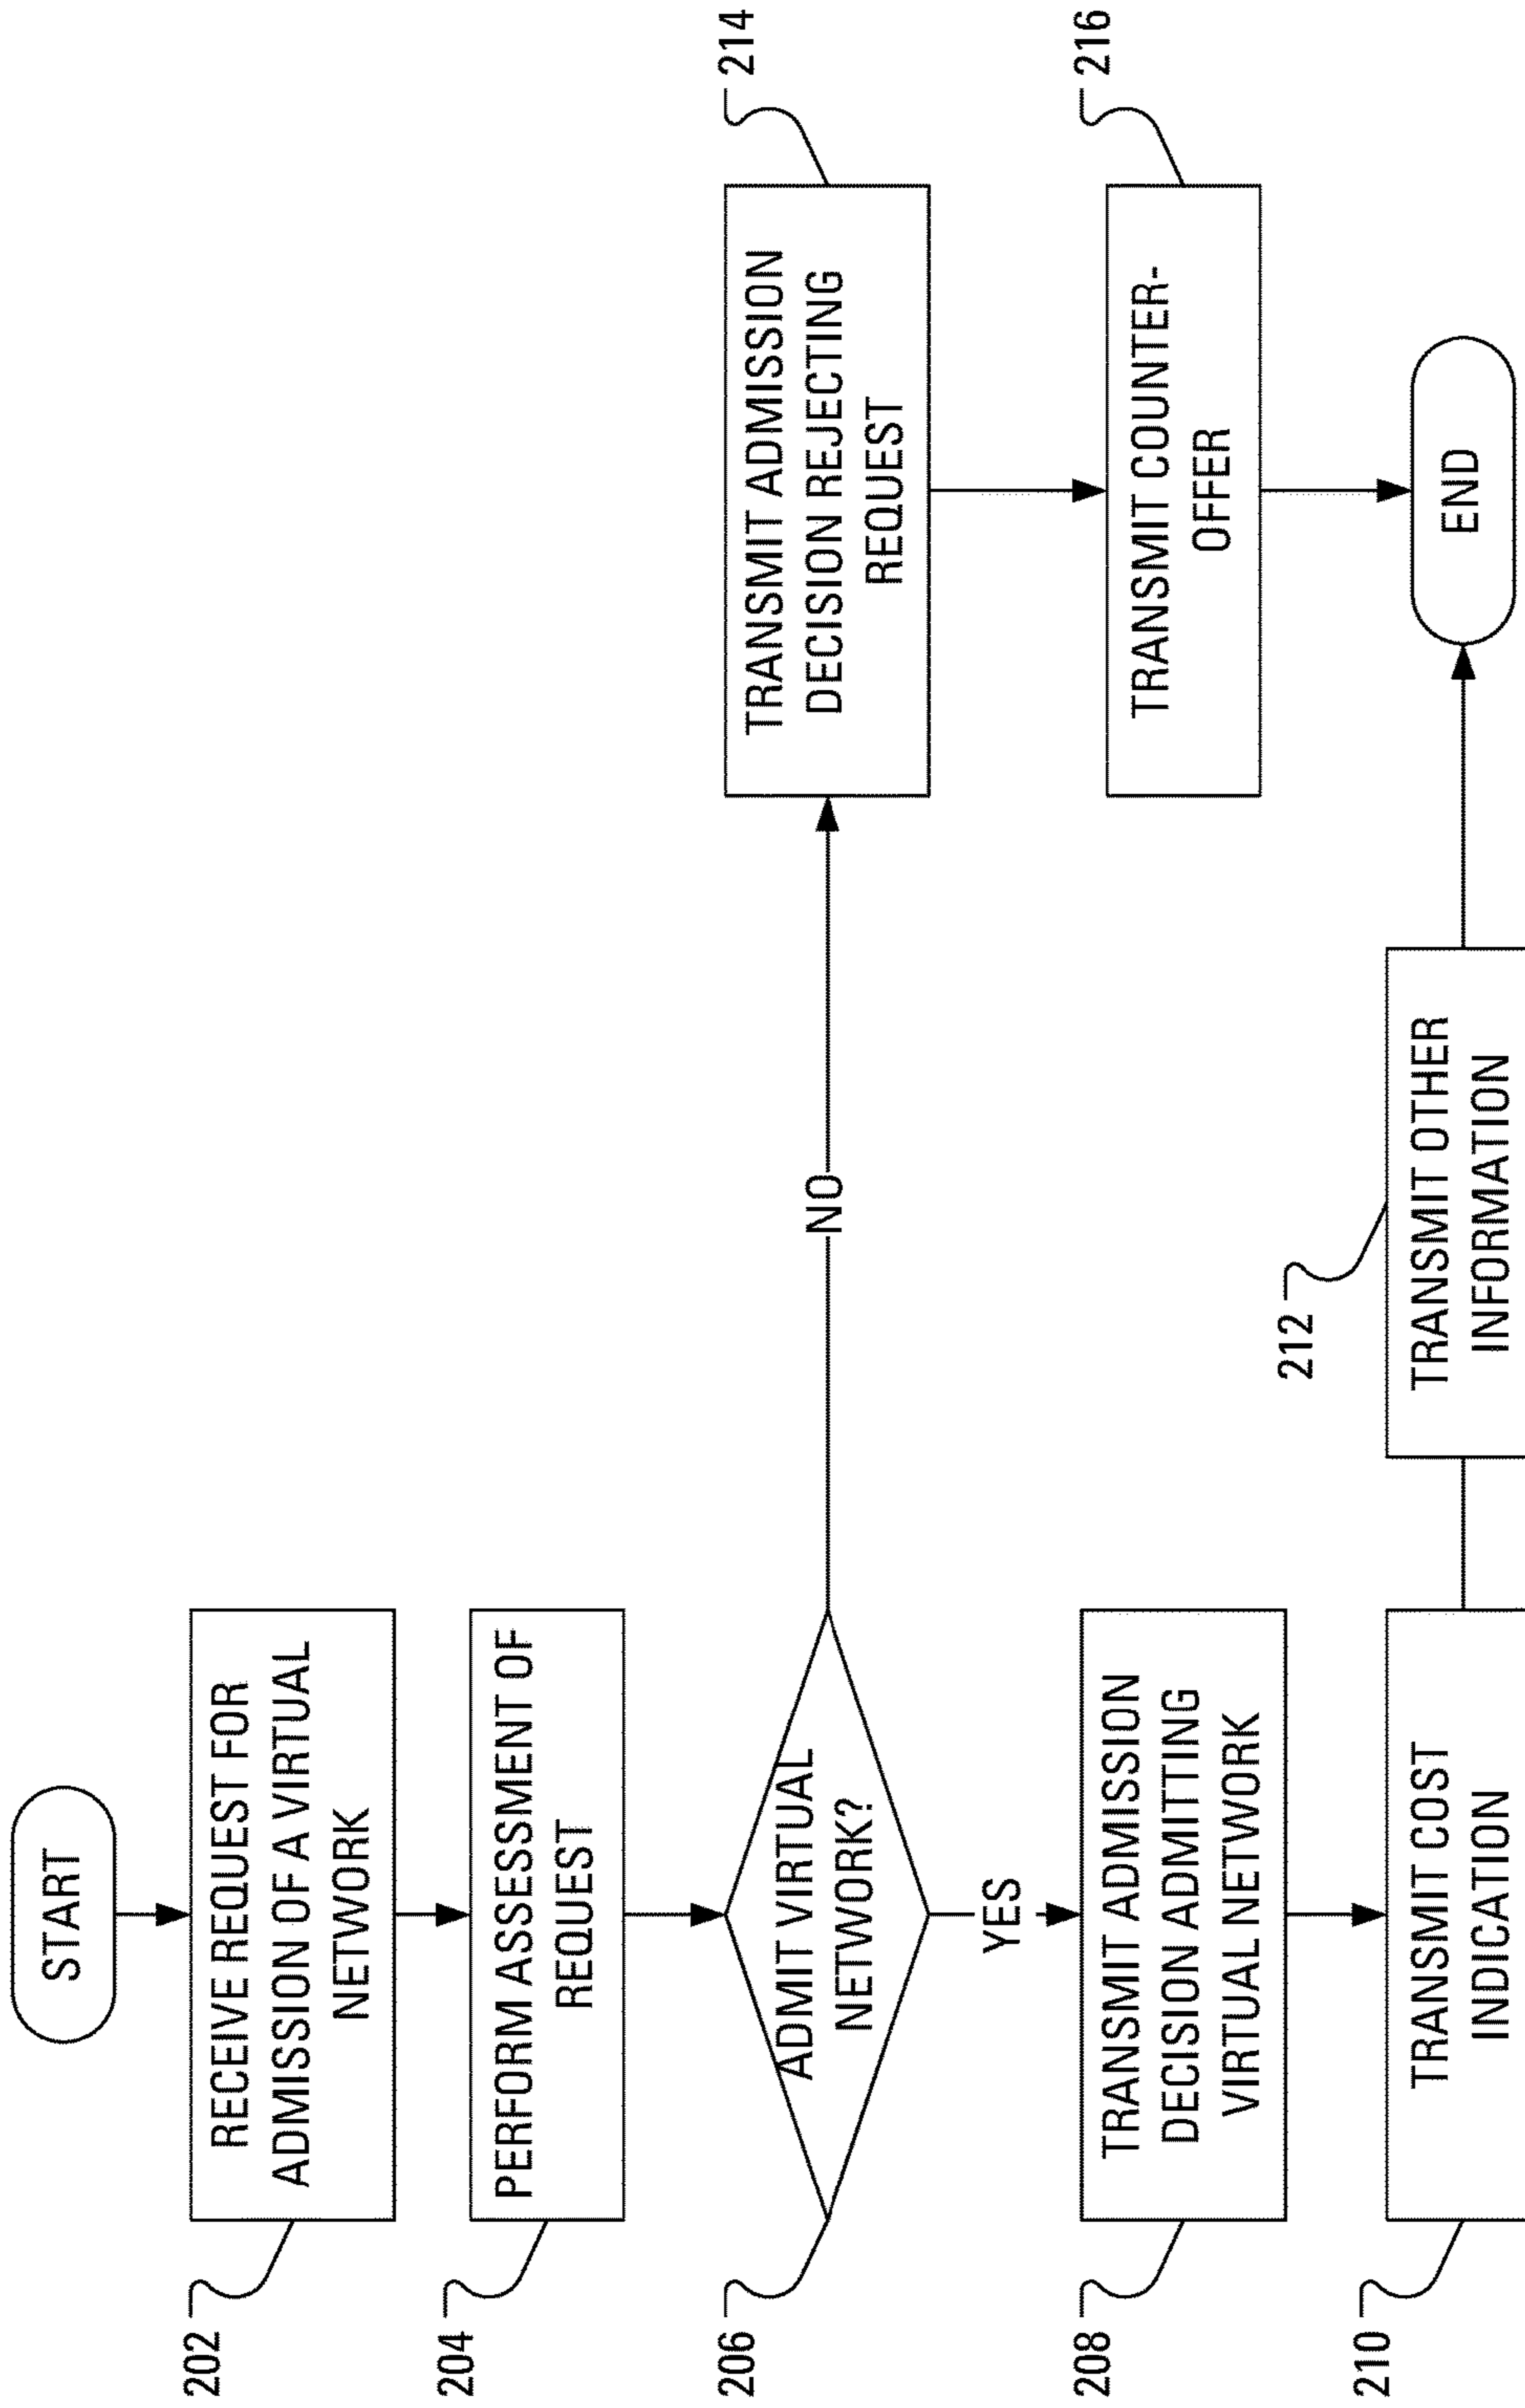 START
202
RECEIVE REQUEST FOR
ADMISSION OF A VIRTUAL
NETWORK
204
PERFORM ASSESSMENT OF
REQUEST
206
ADMIT VIRTUAL
NETWORK?
NO
214
TRANSMIT ADMISSION
DECISION REJECTING
REQUEST
YES
208
TRANSMIT ADMISSION
DECISION ADMITTING
VIRTUAL NETWORK
216
TRANSMIT COUNTER-
OFFER
210
TRANSMIT COST
INDICATION
212
TRANSMIT OTHER
INFORMATION
END